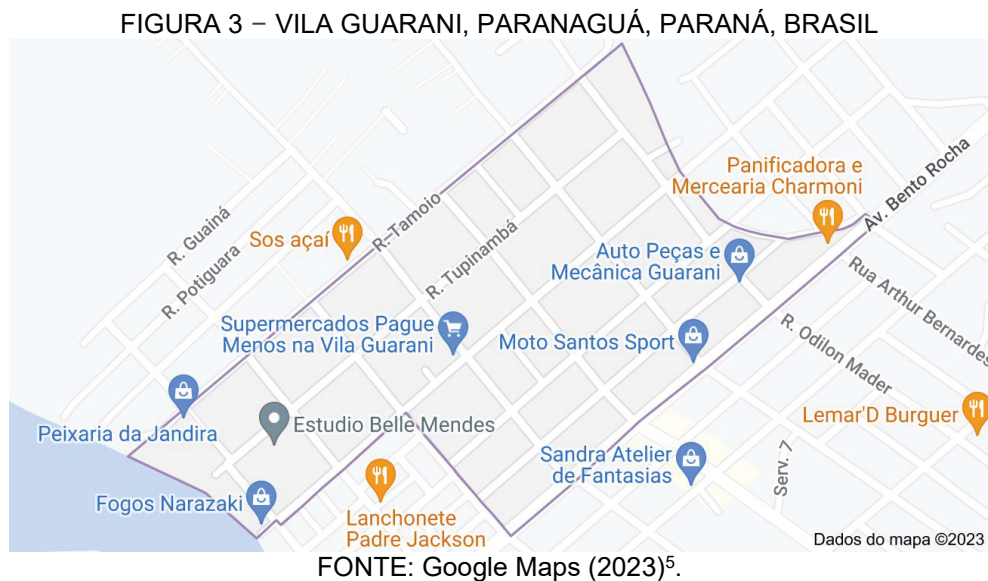 FIGURA 3 – VILA GUARANI, PARANAGUÁ, PARANÁ, BRASIL
Panificadora e
Mercearia Charmoni
Av. Bento Rocha
R. Guainá
Sos açaí
R. Tamoio
R. Potiguara
R. Tupinambá
Auto Peças e
Mecânica Guarani
Rua Arthur Bernardes
Supermercados Pague
Menos na Vila Guarani
Moto Santos Sport
R. Odilon Mader
Peixaria da Jandira
Estudio Belle Mendes
Lemar'D Burguer
Sandra Atelier
de Fantasias
Serv. 7
Fogos Narazaki
Lanchonete
Padre Jackson
Dados do mapa ©2023
FONTE: Google Maps (2023)⁵.